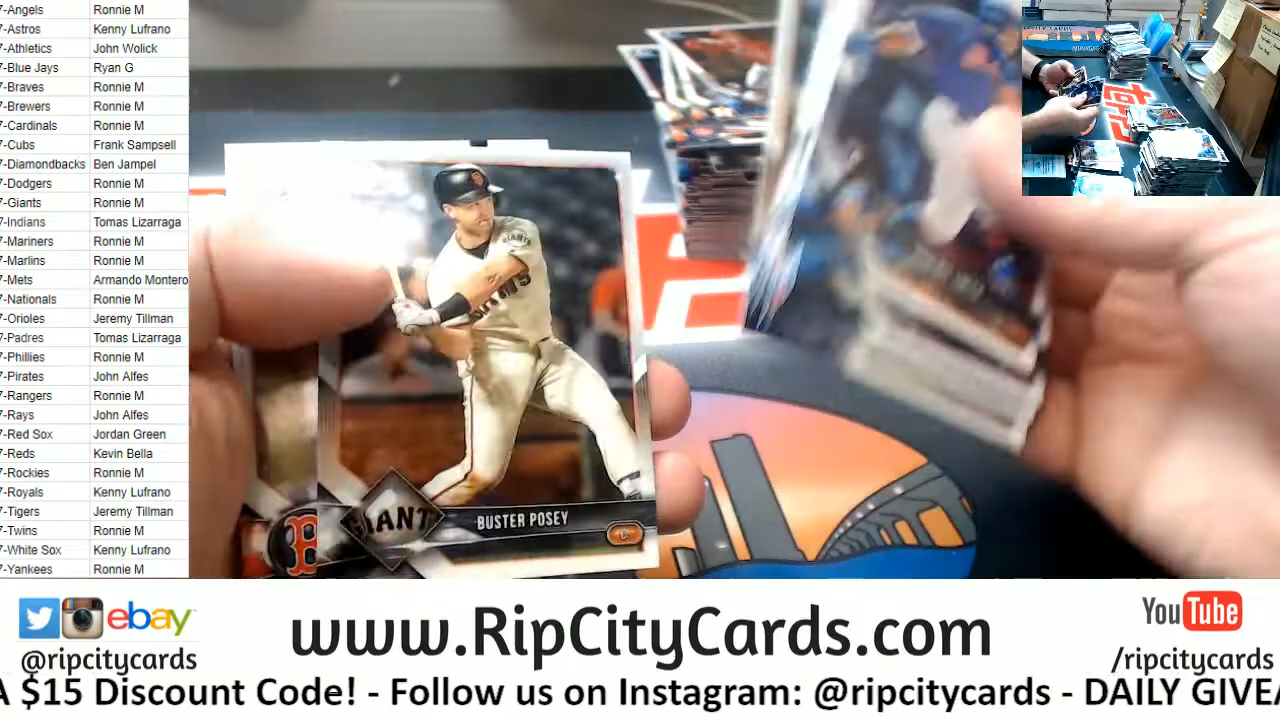 7-Angels Ronnie M
7-Astros Kenny Lufrano
7-Athletics John Wolick
7-Blue Jays Ryan G
7-Braves Ronnie M
7-Brewers Ronnie M
7-Cardinals Ronnie M
7-Cubs Frank Sampsell
7-Diamondbacks Ben Jampel
7-Dodgers Ronnie M
7-Giants Ronnie M
7-Indians Tomas Lizarraga
7-Mariners Ronnie M
7-Marlins Ronnie M
7-Mets Armando Montero
7-Nationals Ronnie M
7-Orioles Jeremy Tillman
7-Padres Tomas Lizarraga
7-Phillies Ronnie M
7-Pirates John Alfes
7-Rangers Ronnie M
7-Rays John Alfes
7-Red Sox Jordan Green
7-Reds Kevin Bella
7-Rockies Ronnie M
7-Royals Kenny Lufrano
7-Tigers Jeremy Tillman
7-Twins Ronnie M
7-White Sox Kenny Lufrano
7-Yankees Ronnie M
GIANTS
B
GIANTS
BUSTER POSEY
C
ebay
@ripcitycards
www.RipCityCards.com
YouTube
/ripcitycards
A $15 Discount Code! - Follow us on Instagram: @ripcitycards - DAILY GIVEA